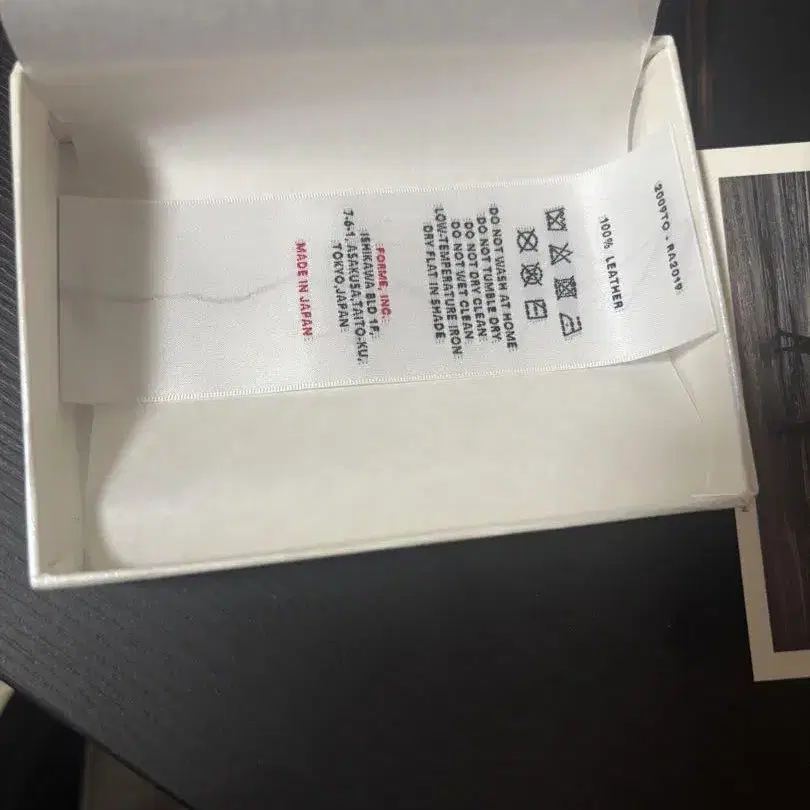 2009TO - RA2019
100% LEATHER
DO NOT WASH AT HOME
DO NOT TUMBLE DRY
DO NOT DRY CLEAN
DO NOT WET CLEAN
LOW-TEMPERATURE IRON
DRY FLAT IN SHADE
FORME, INC.
ISHIKAWA BLD 1F,
7-6-1, ASAKUSA, TAITO-KU,
TOKYO, JAPAN
MADE IN JAPAN